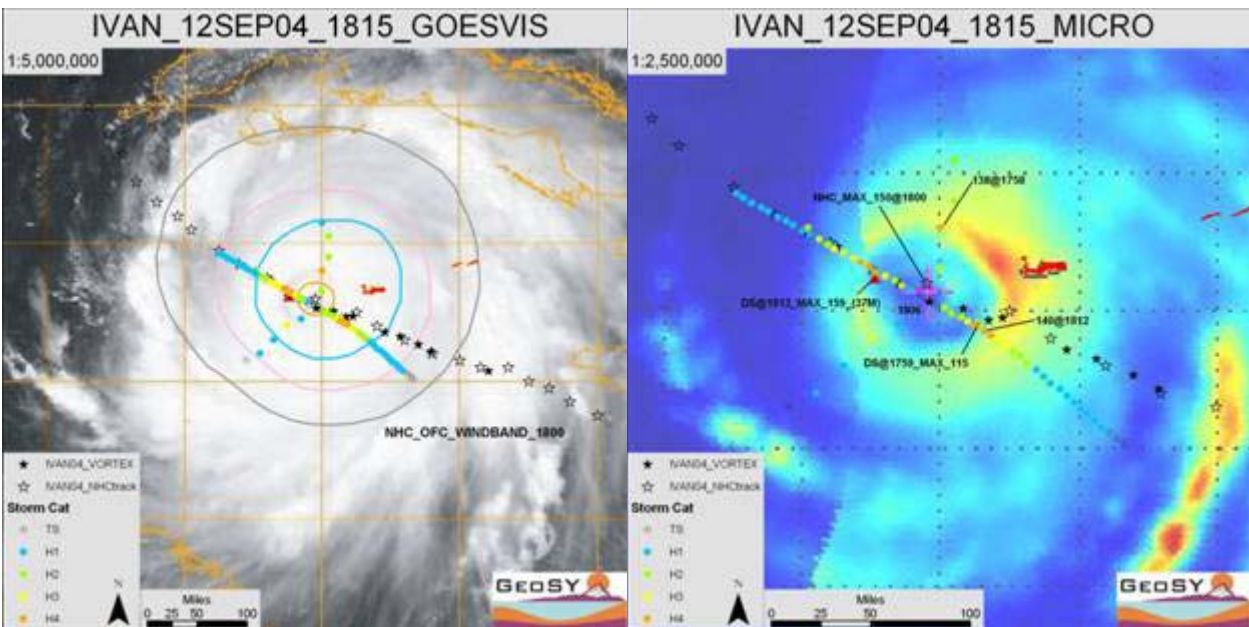 IVAN_12SEP04_1815_GOESVIS
1:5,000,000
NHC_OFC_WINDBAND_1800
IVAN04_VORTEX
IVAN04_NHCtrack
Storm Cat
TS
H1
H2
H3
H4
N
Miles
0 25 50 100
GEOSY
IVAN_12SEP04_1815_MICRO
1:2,500,000
138@1758
NHC_MAX_150@1800
DS@1813_MAX_159_(37M)
140@1812
DS@1759_MAX_115
IVAN04_VORTEX
IVAN04_NHCtrack
Storm Cat
TS
H1
H2
H3
H4
N
Miles
0 25 50 100
GEOSY